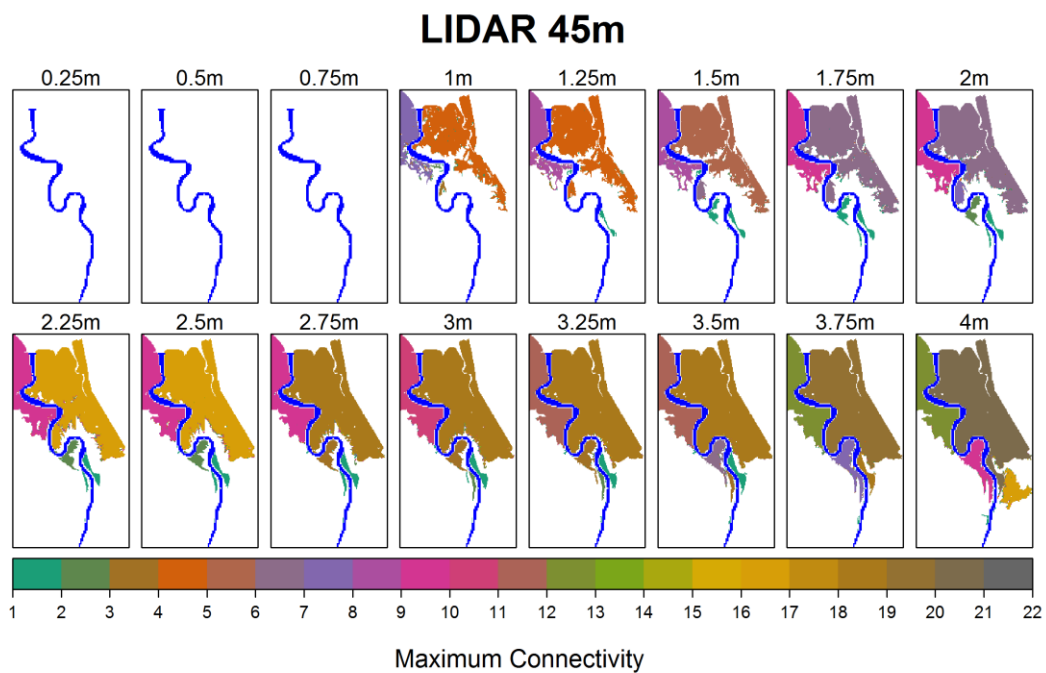 LIDAR 45m
0.25m 0.5m 0.75m 1m 1.25m 1.5m 1.75m 2m
2.25m 2.5m 2.75m 3m 3.25m 3.5m 3.75m 4m
1 2 3 4 5 6 7 8 9 10 11 12 13 14 15 16 17 18 19 20 21 22
Maximum Connectivity